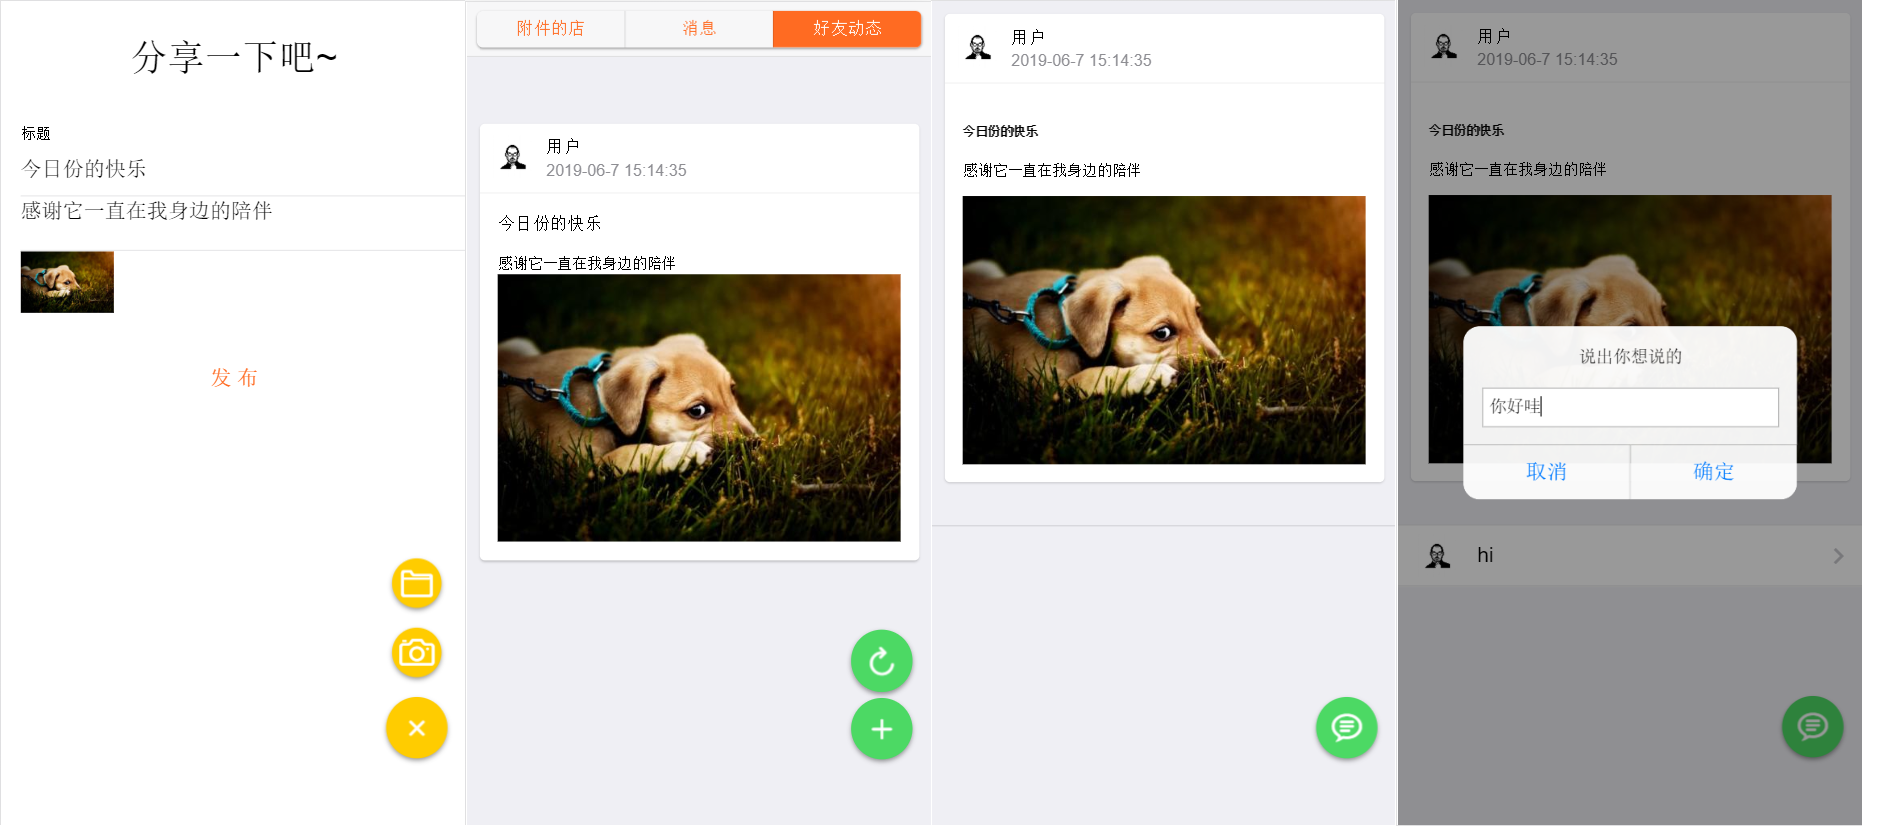 分享一下吧~
标题
今日份的快乐
感谢它一直在我身边的陪伴
发 布
附件的店
消息
好友动态
用户
2019-06-7 15:14:35
今日份的快乐
感谢它一直在我身边的陪伴
用户
2019-06-7 15:14:35
今日份的快乐
感谢它一直在我身边的陪伴
用户
2019-06-7 15:14:35
今日份的快乐
感谢它一直在我身边的陪伴
说出你想说的
你好哇
取消
确定
hi